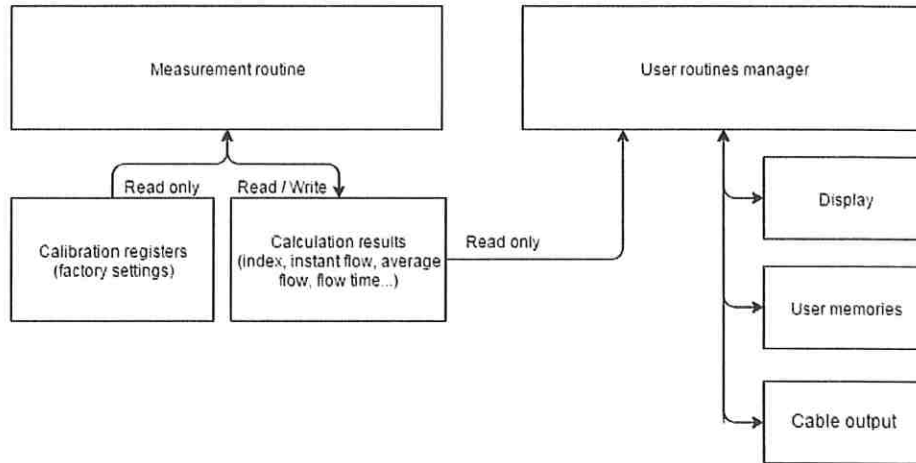 Measurement routine
User routines manager
Read only
Read / Write
Calibration registers
(factory settings)
Calculation results
(index, instant flow, average
flow, flow time...)
Read only
Display
User memories
Cable output